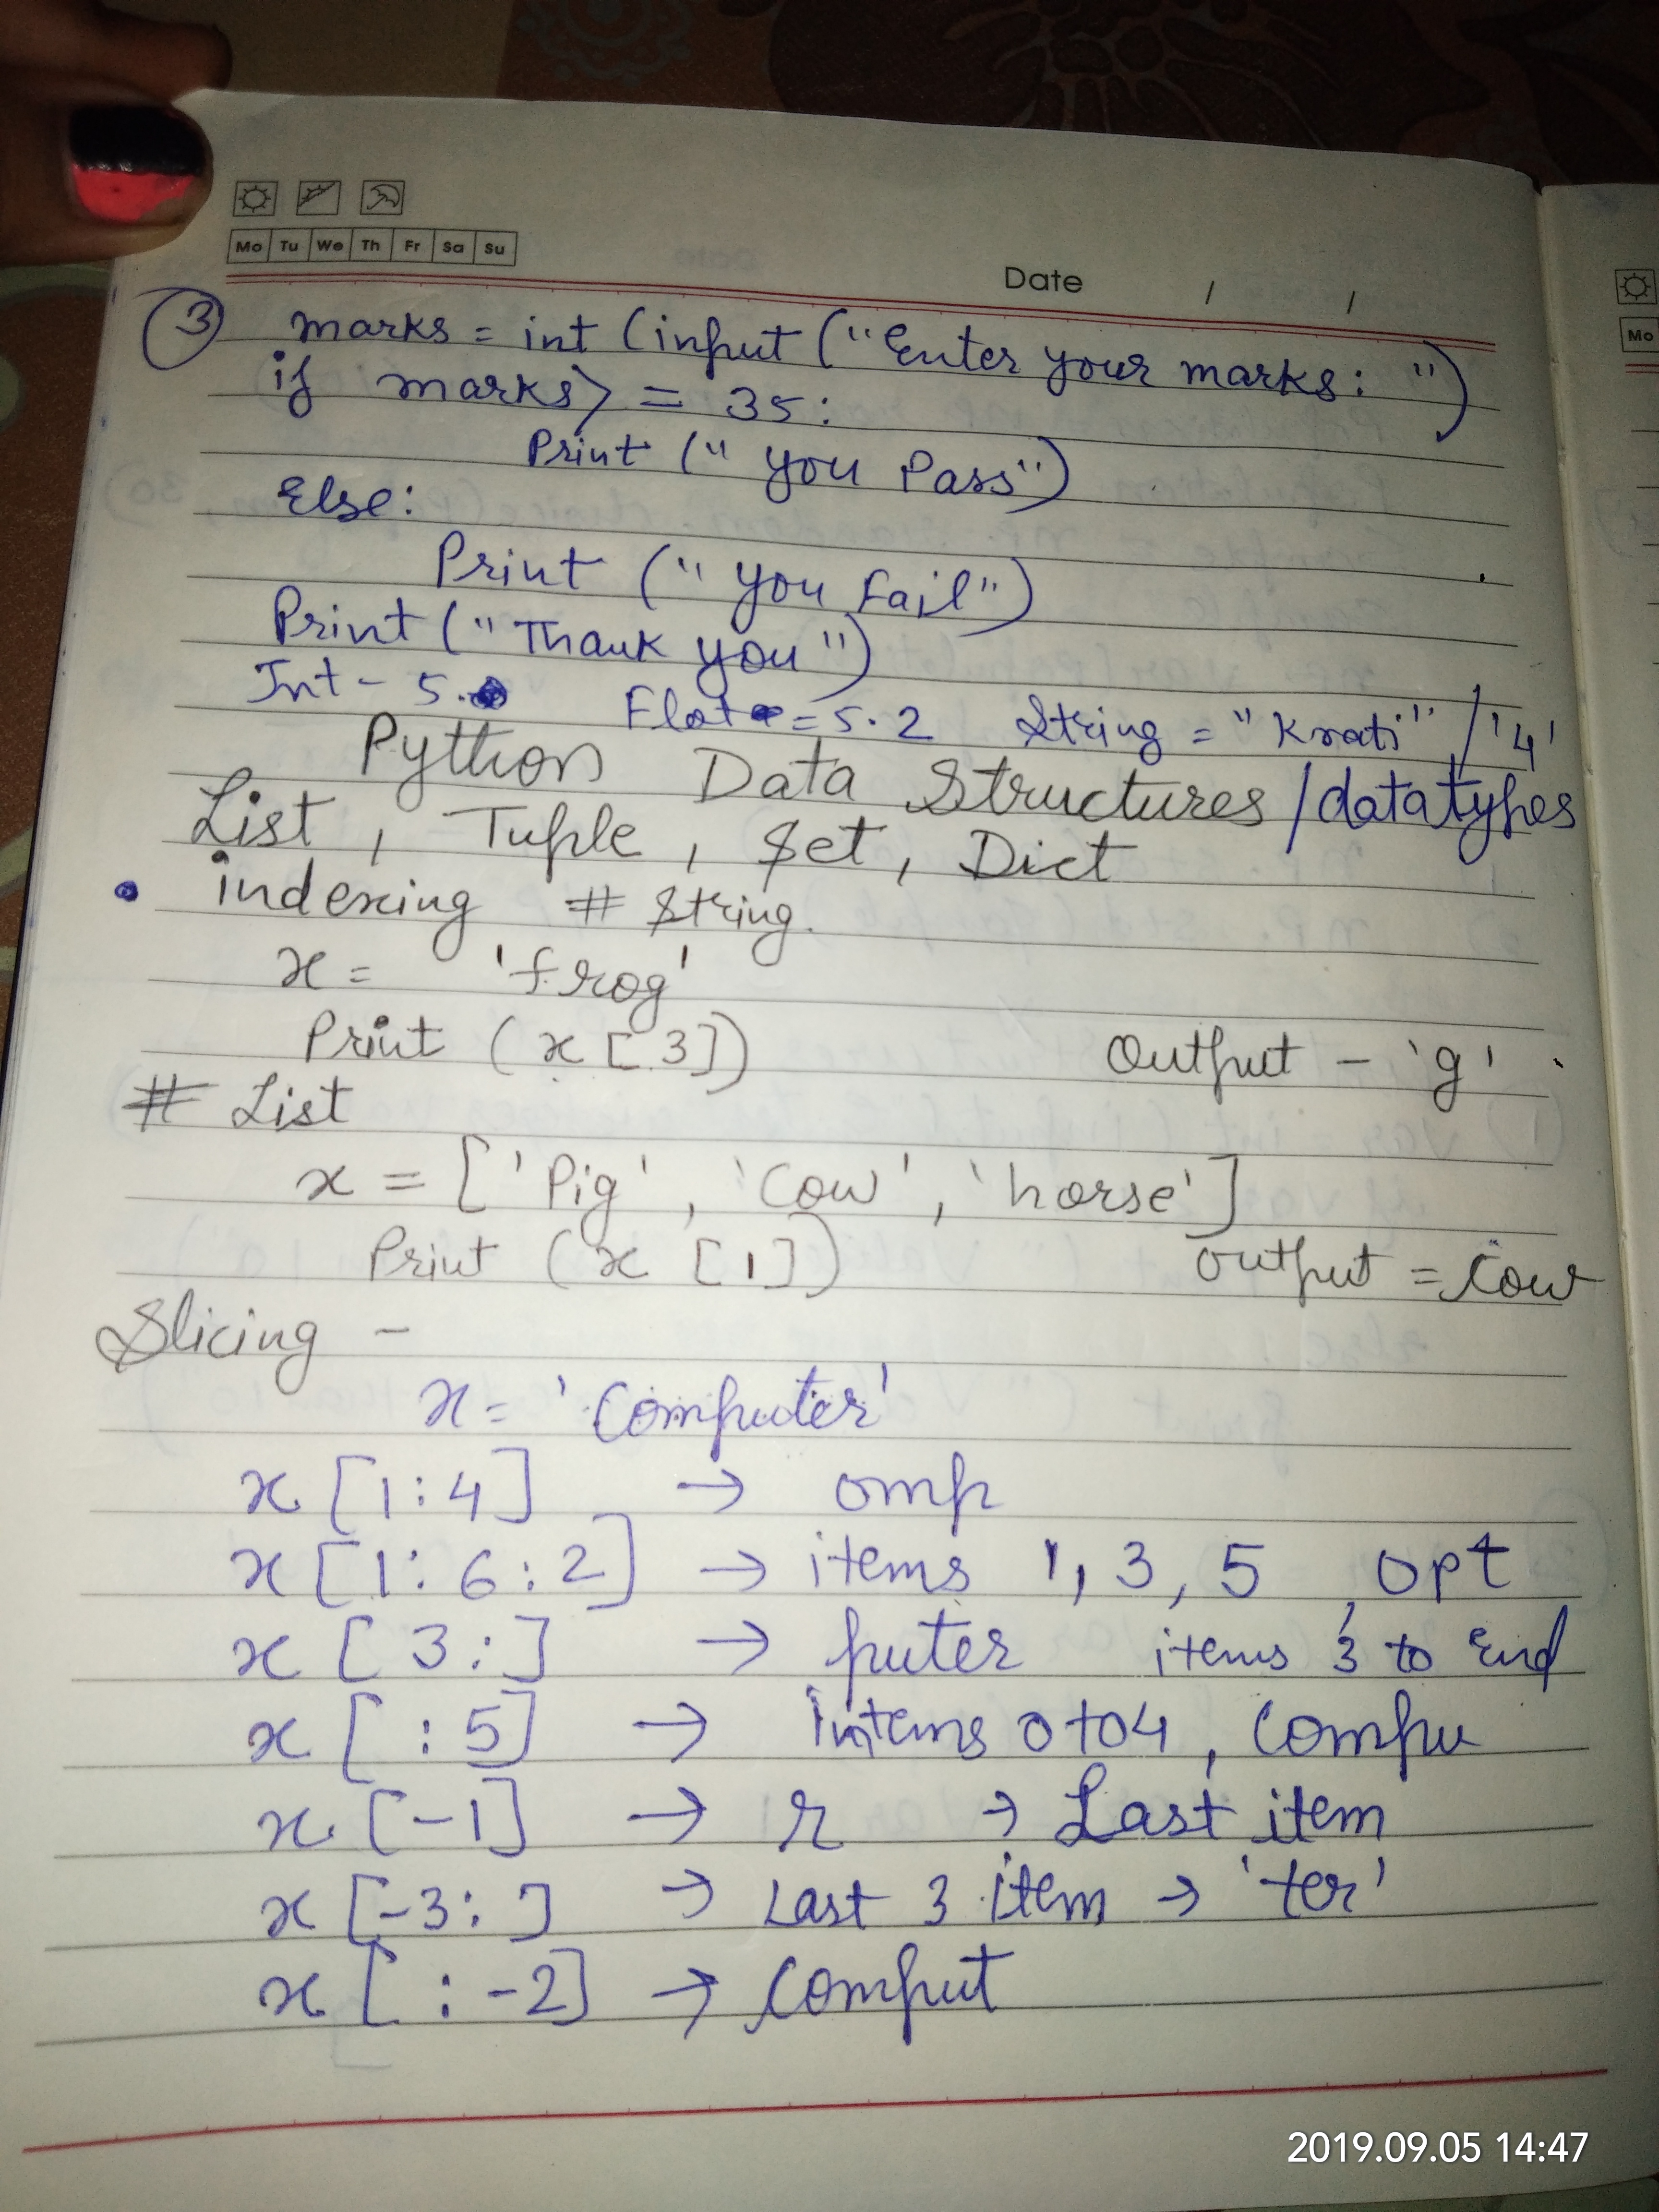 Mo Tu We Th Fr Sa Su
Date / /
Mo
③ marks = int (input ("Enter your marks: ")
if marks >= 35:
Print (" you Pass")
Else:
Print (" you Fail")
Print ("Thank you")
Int - 5. Flot = 5.2 String = "Krati" / '4'
Python Data Structures / datatypes
List, Tuple, Set, Dict
• indexing # String.
x = 'frog'
Print (x [3]) Output - 'g'
# List
x = ['Pig', 'Cow', 'horse']
Print (x [1]) output = Cow
Slicing -
x = 'Computer'
x [1:4] → omp
x [1:6:2] → items 1, 3, 5, opt
x [3:] → puter items 3 to End
x [:5] → Intems 0 to 4, Compu
x [-1] → r → Last item
x [-3:] → Last 3 item → 'ter'
x [:-2] → Comput
2019.09.05 14:47